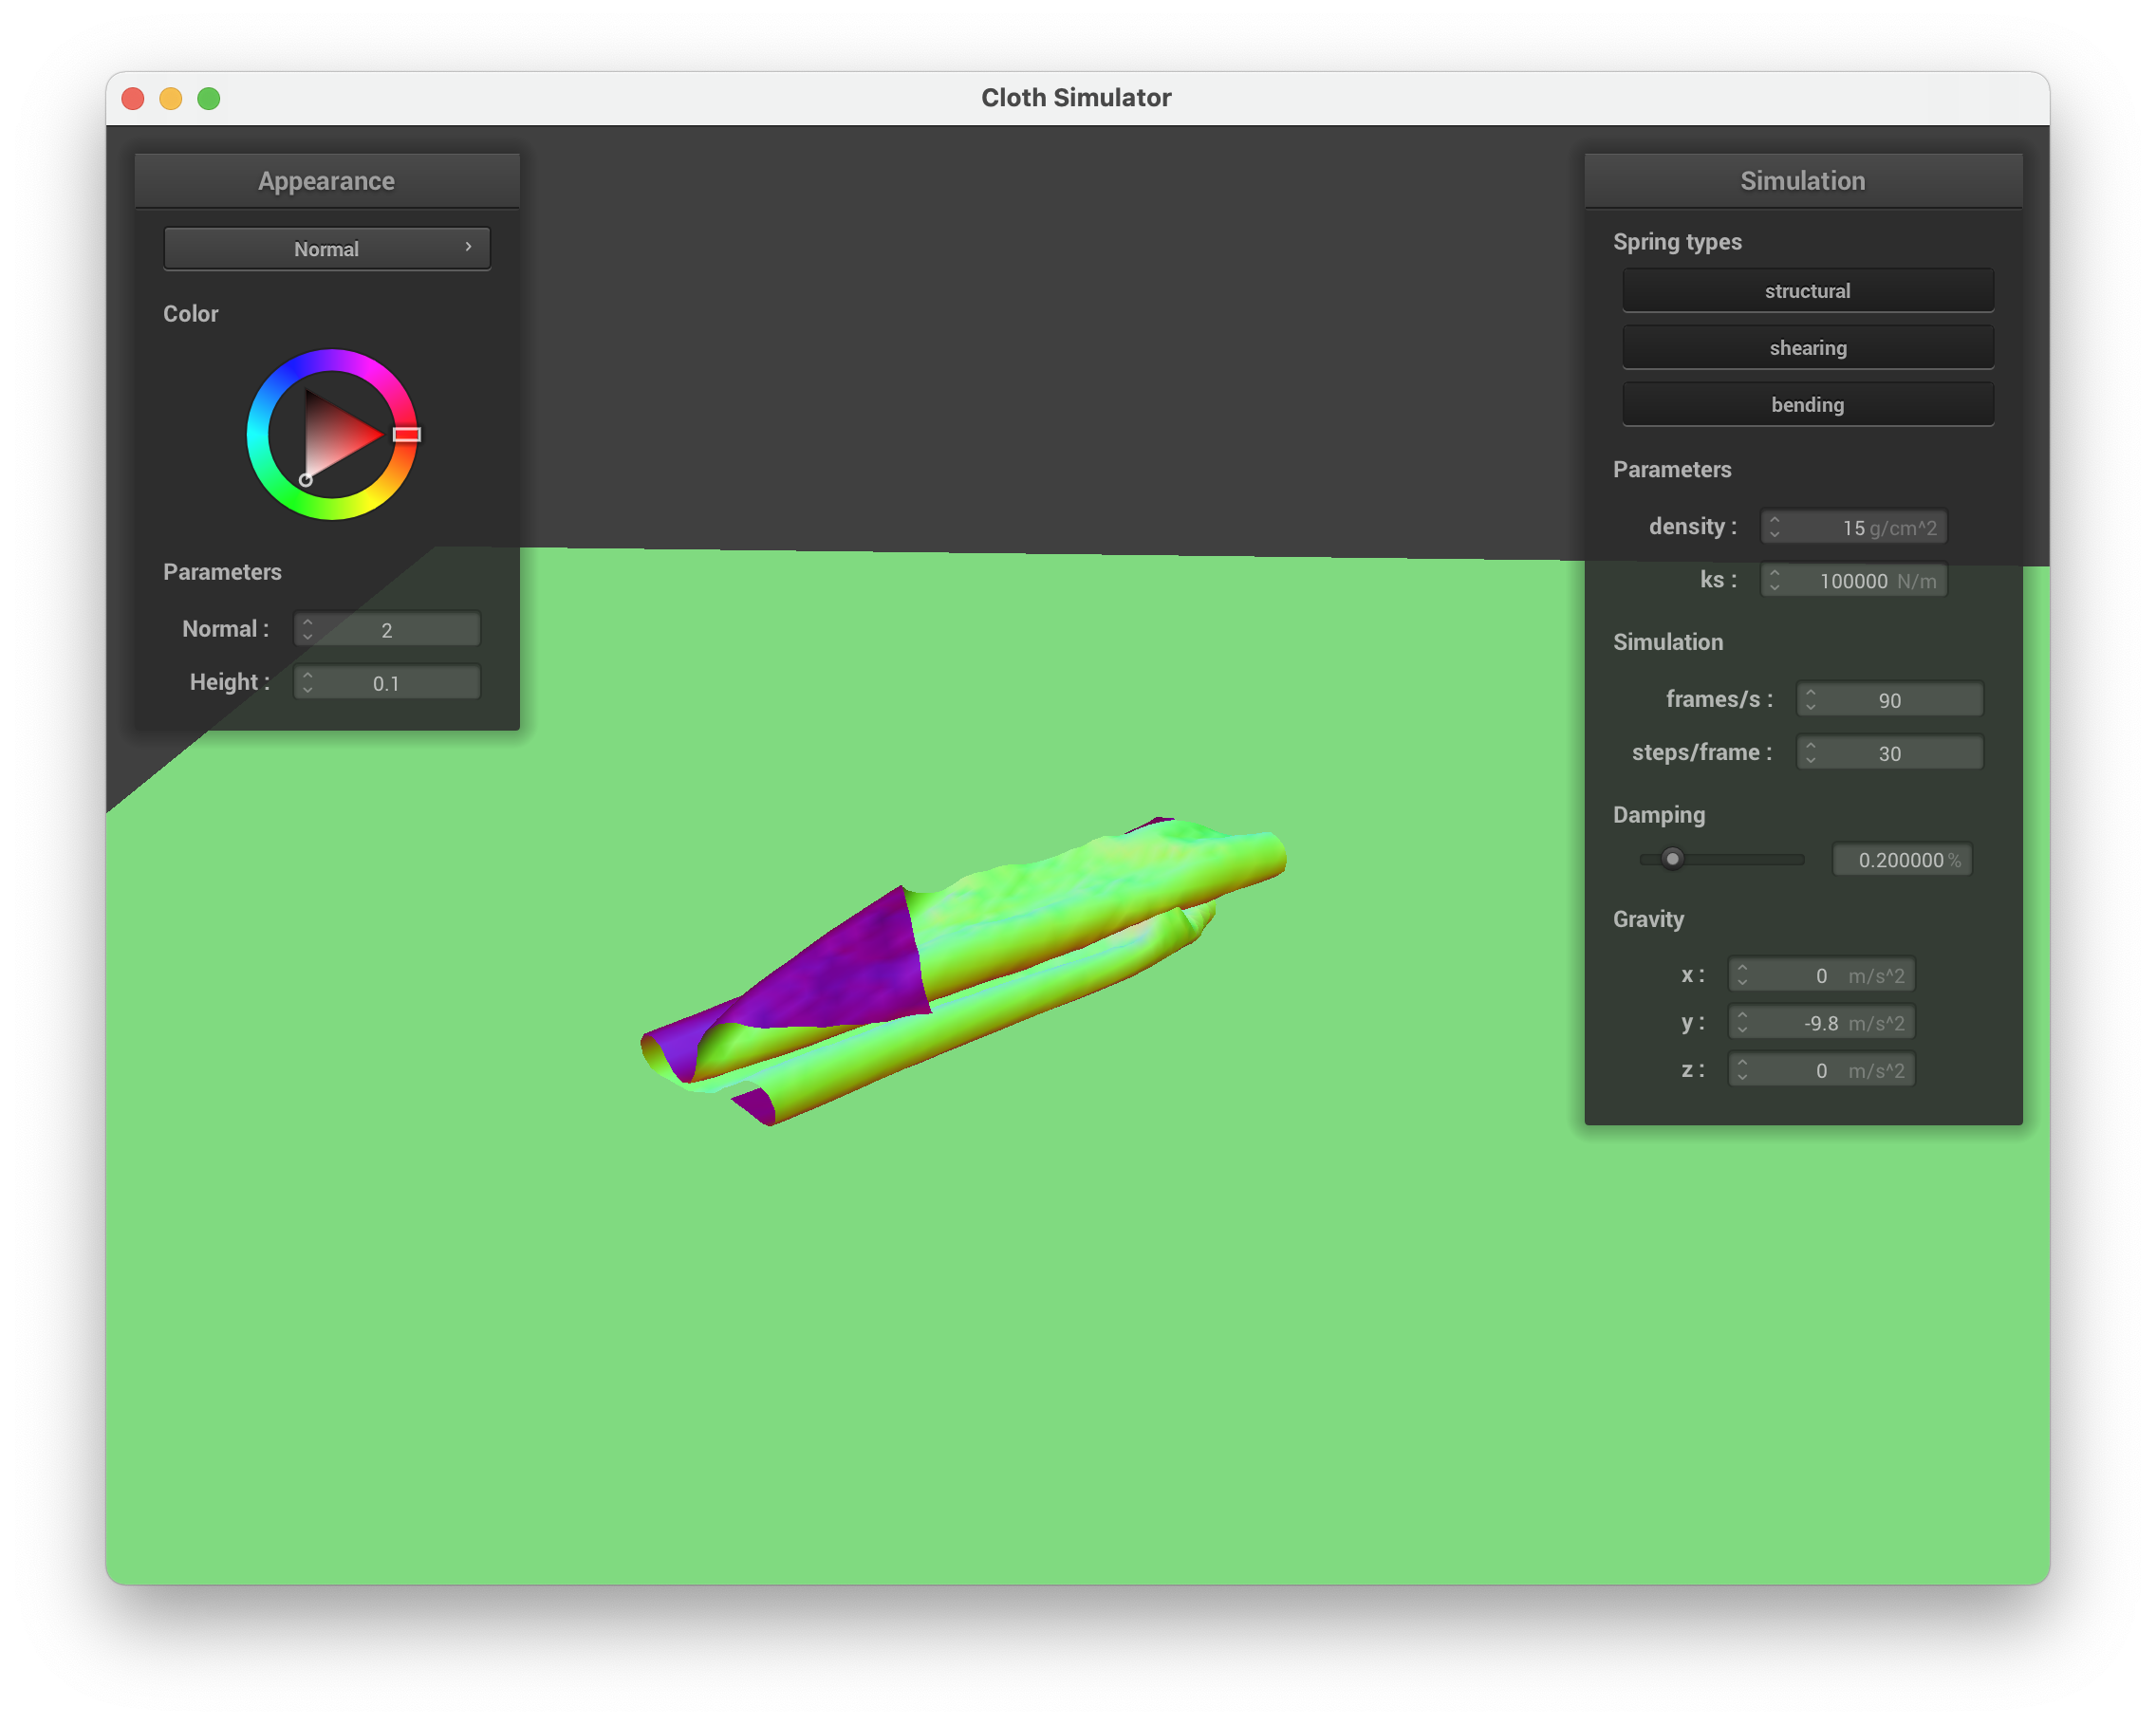 Cloth Simulator
Appearance
Normal
Color
Parameters
Normal : 2
Height : 0.1
Simulation
Spring types
structural
shearing
bending
Parameters
density : 15 g/cm^2
ks : 100000 N/m
Simulation
frames/s : 90
steps/frame : 30
Damping
0.200000 %
Gravity
x : 0 m/s^2
y : -9.8 m/s^2
z : 0 m/s^2